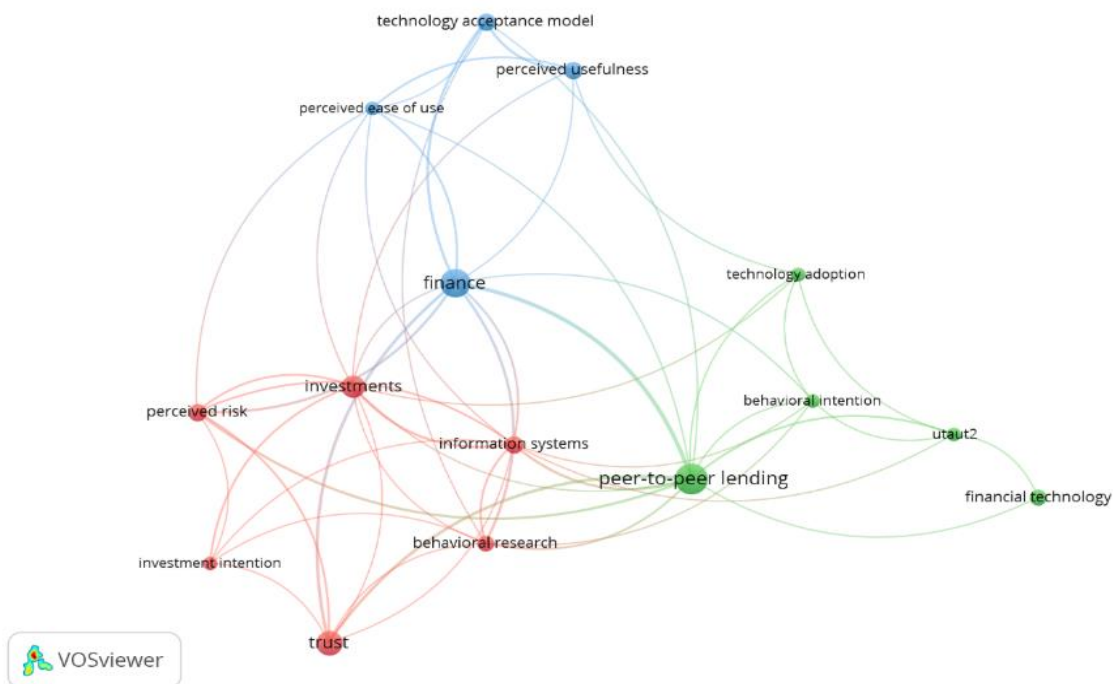 technology acceptance model
perceived usefulness
perceived ease of use
technology adoption
finance
investments
behavioral intention
perceived risk
utaut2
information systems
peer-to-peer lending
financial technology
behavioral research
investment intention
trust
VOSviewer